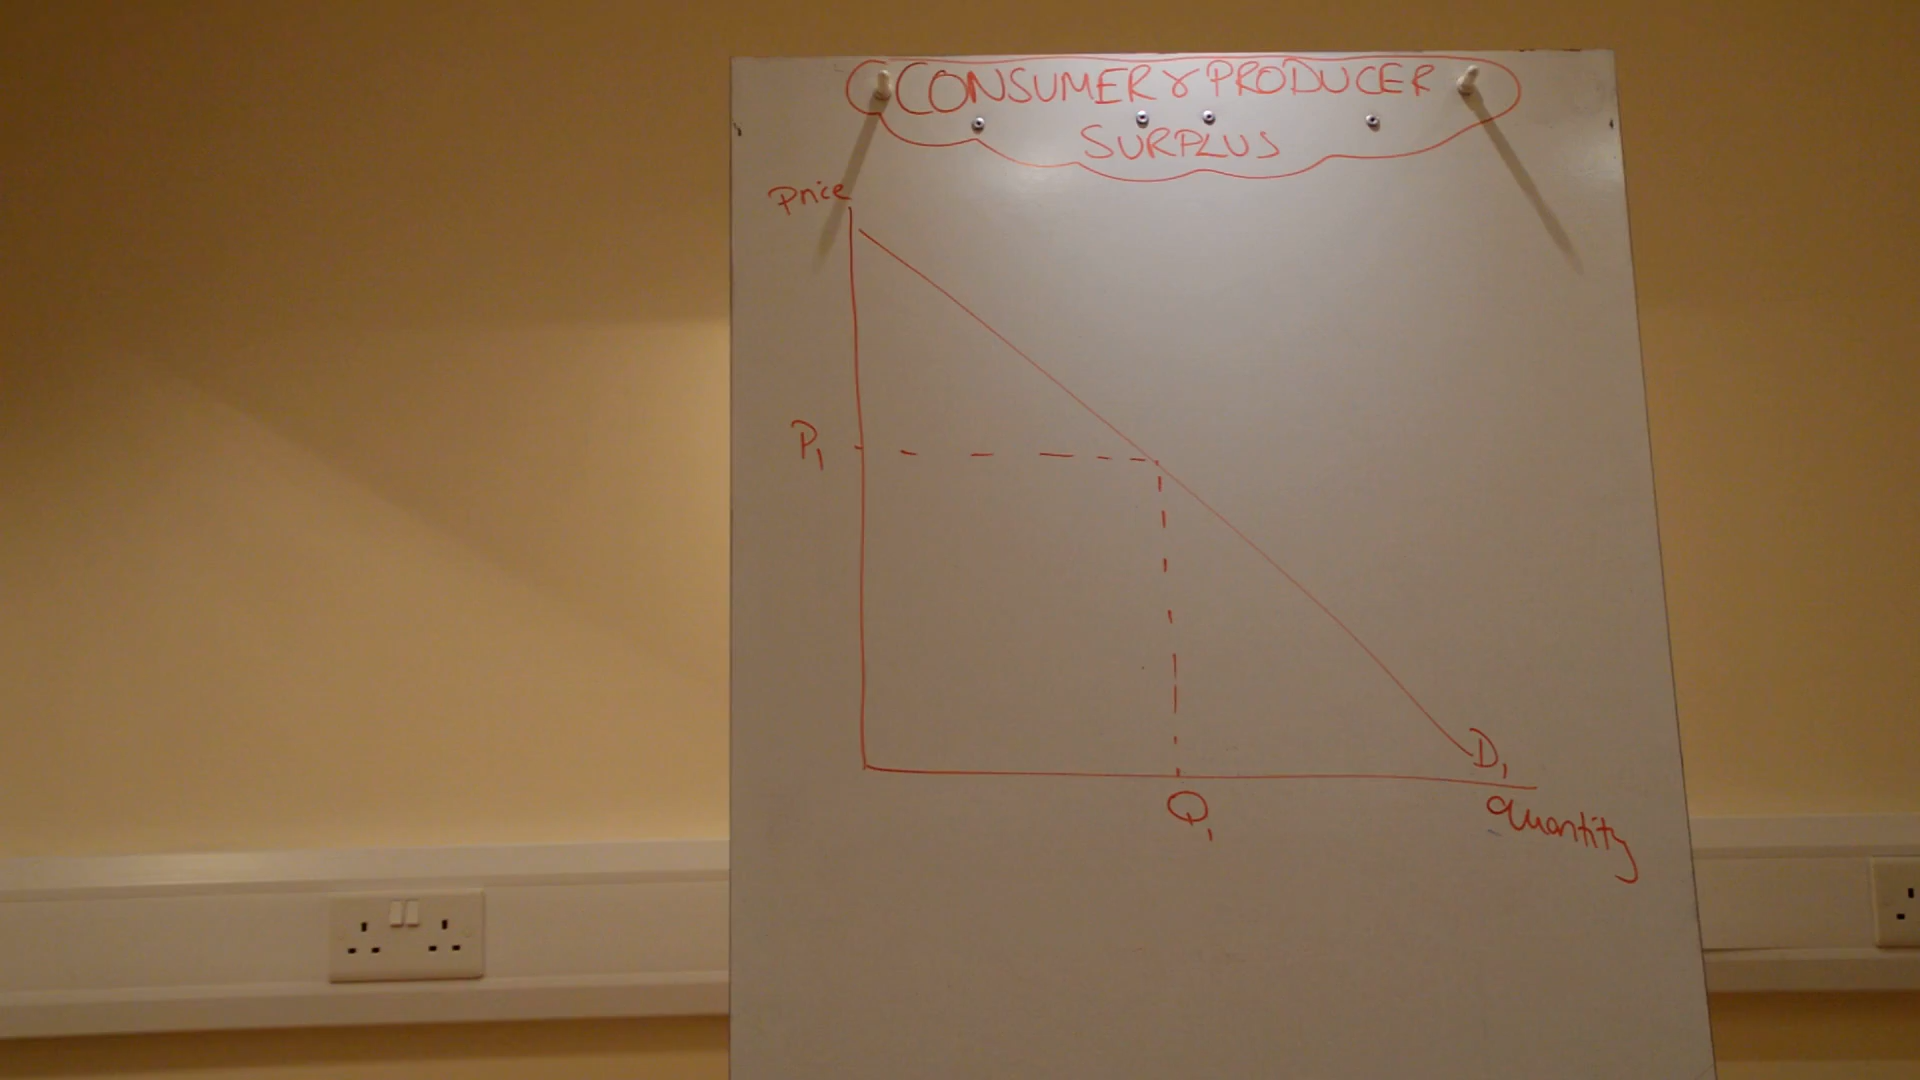 CONSUMER & PRODUCER
SURPLUS
Price
P1
D1
Q1
Quantity